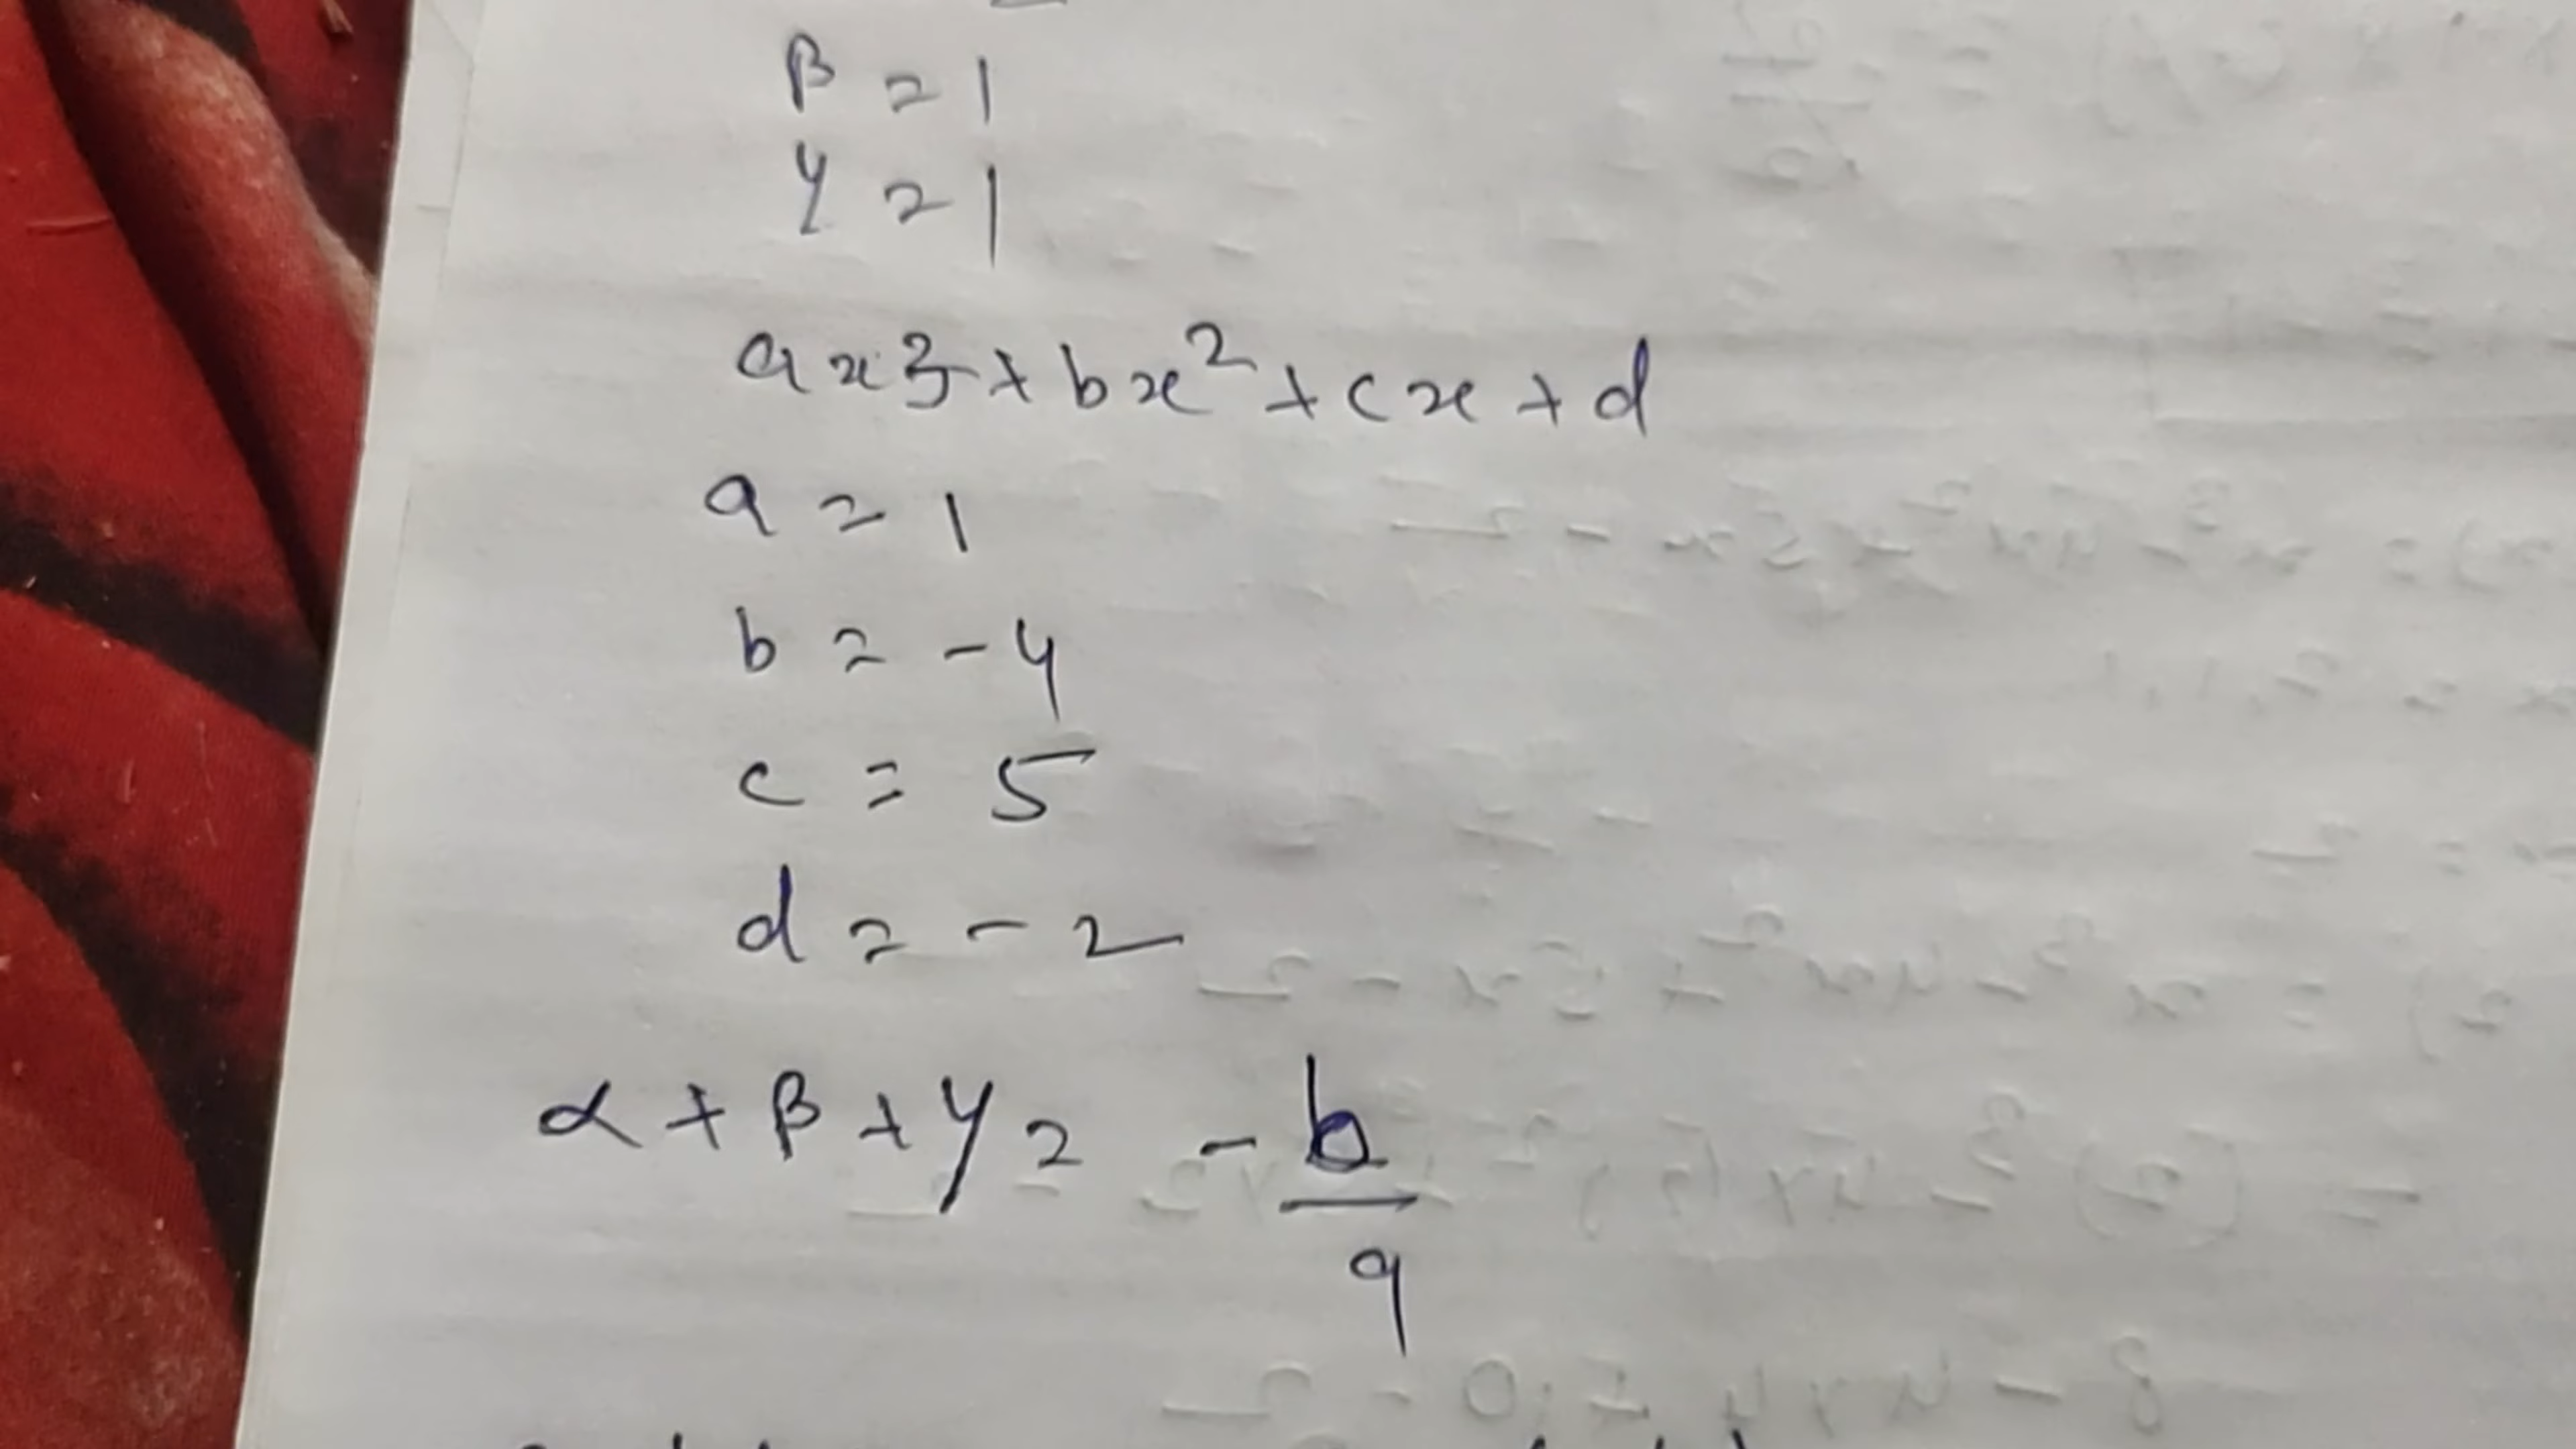 β = 1
γ = 1
ax3 + bx² + cx + d
a = 1
b = -4
c = 5
d = -2
α + β + γ = -b/a